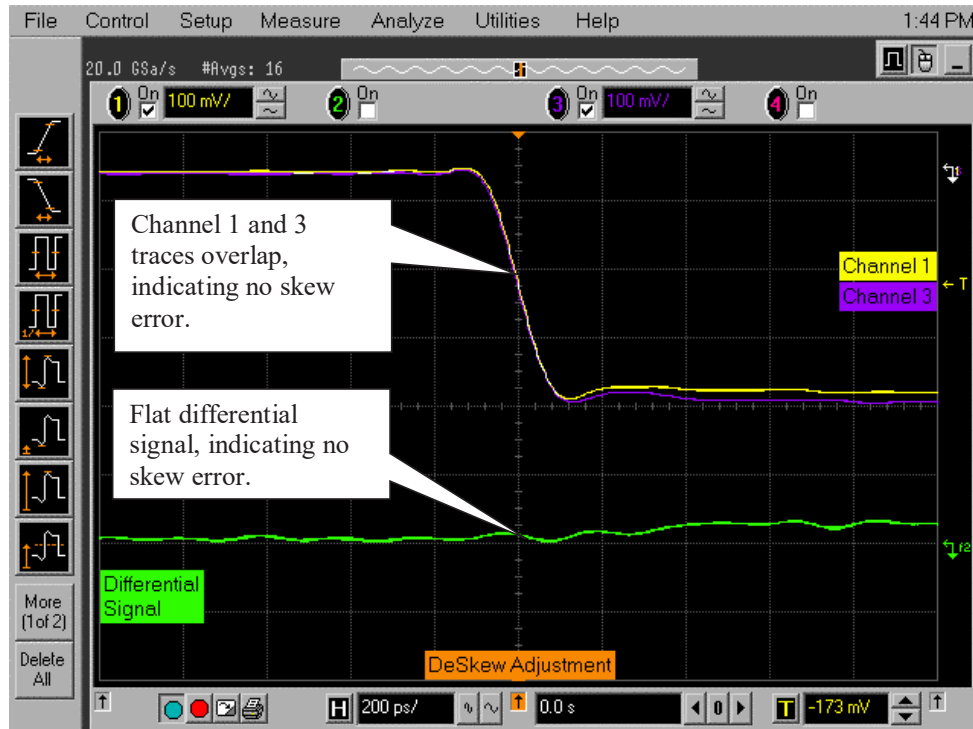 File Control Setup Measure Analyze Utilities Help 1:44 PM
20.0 GSa/s #Avgs: 16
1 On 100 mV/ 2 On 3 On 100 mV/ 4 On
Channel 1 and 3
traces overlap,
indicating no skew
error.
Channel 1
T
Channel 3
Flat differential
signal, indicating no
skew error.
f2
Differential
Signal
More
(1of 2)
Delete
All
DeSkew Adjustment
H 200 ps/ 0.0 s 0 T -173 mV